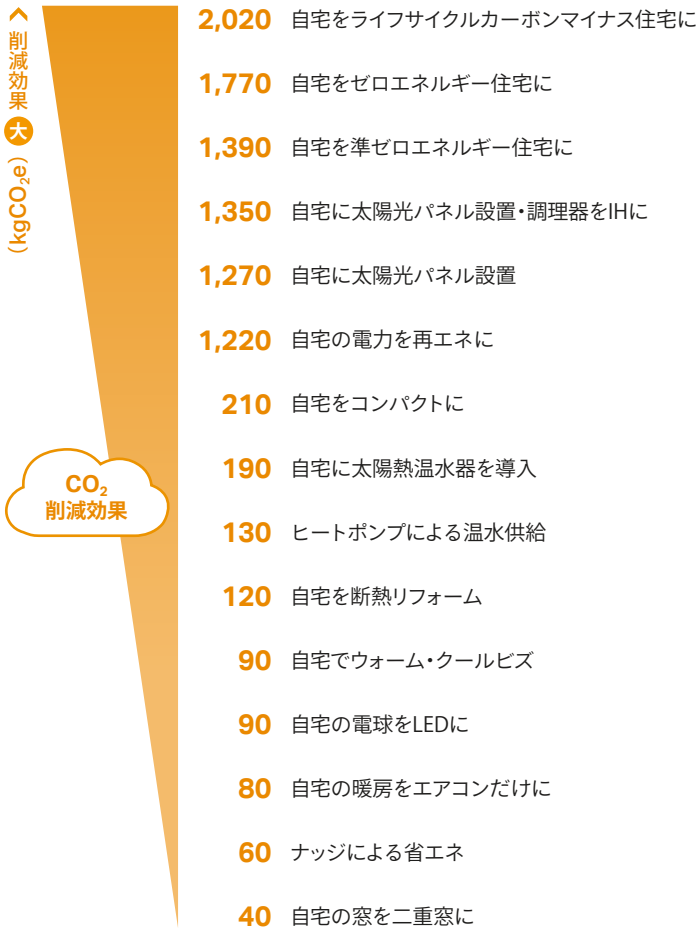 削減効果 大 (kgCO₂e)
2,020 自宅をライフサイクルカーボンマイナス住宅に
1,770 自宅をゼロエネルギー住宅に
1,390 自宅を準ゼロエネルギー住宅に
1,350 自宅に太陽光パネル設置・調理器をIHに
1,270 自宅に太陽光パネル設置
1,220 自宅の電力を再エネに
210 自宅をコンパクトに
190 自宅に太陽熱温水器を導入
CO₂
削減効果
130 ヒートポンプによる温水供給
120 自宅を断熱リフォーム
90 自宅でウォーム・クールビズ
90 自宅の電球をLEDに
80 自宅の暖房をエアコンだけに
60 ナッジによる省エネ
40 自宅の窓を二重窓に